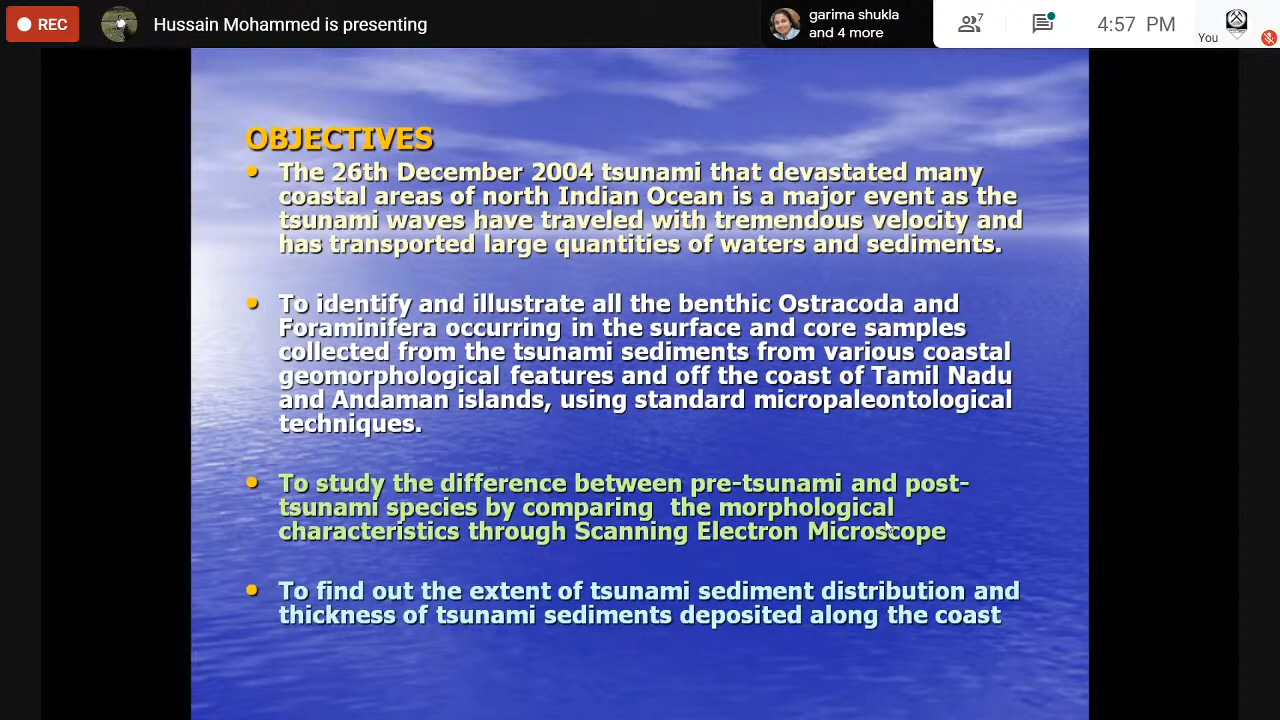 REC
Hussain Mohammed is presenting
garima shukla
and 4 more
7
4:57 PM
You
OBJECTIVES
• The 26th December 2004 tsunami that devastated many
coastal areas of north Indian Ocean is a major event as the
tsunami waves have traveled with tremendous velocity and
has transported large quantities of waters and sediments.
• To identify and illustrate all the benthic Ostracoda and
Foraminifera occurring in the surface and core samples
collected from the tsunami sediments from various coastal
geomorphological features and off the coast of Tamil Nadu
and Andaman islands, using standard micropaleontological
techniques.
• To study the difference between pre-tsunami and post-
tsunami species by comparing  the morphological
characteristics through Scanning Electron Microscope
• To find out the extent of tsunami sediment distribution and
thickness of tsunami sediments deposited along the coast